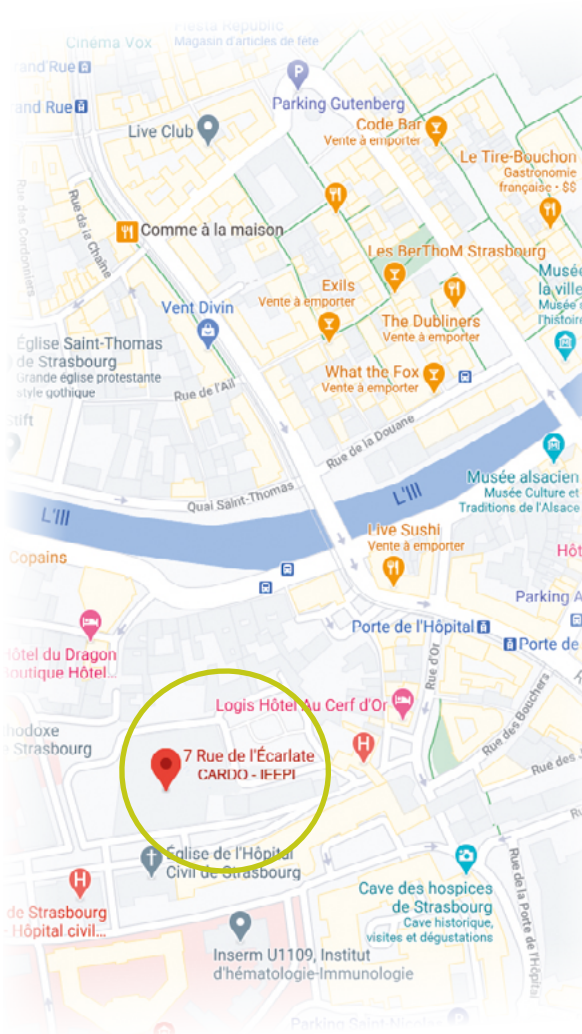 Fiesta Republic
Cinéma Vox
Magasin d'articles de fête
rand'Rue
and Rue
Parking Gutenberg
Code Bar
Vente à emporter
Live Club
Le Tire-Bouchon
Gastronomie
française - $$
Rue des Cordonniers
Rue de la Chaîne
Comme à la maison
Les BerThoM Strasbourg
Musée
la ville
Musée
l'histoire
Exils
Vente à emporter
Vent Divin
The Dubliners
Vente à emporter
Église Saint-Thomas
de Strasbourg
Grande église protestante
style gothique
What the Fox
Vente à emporter
Rue de l'Ail
Stift
Rue de la Douane
Musée alsacien
Musée Culture et
Traditions de l'Alsace
Quai Saint-Thomas
L'Ill
L'Ill
Live Sushi
Vente à emporter
Copains
Hôt
Parking A
Porte de l'Hôpital
Porte de
Hôtel du Dragon
outique Hôtel...
Rue d'Or
Logis Hôtel Au Cerf d'Or
Rue des Bouchers
hodoxe
Strasbourg
7 Rue de l'Écarlate
CARDO - IEEPI
Rue des
Ru
Église de l'Hôpital
Civil de Strasbourg
Rue de la Porte de l'Hôpital
de Strasbourg
Hôpital civil...
Cave des hospices
de Strasbourg
Cave historique,
visites et dégustations
Inserm U1109, Institut
d'hématologie-Immunologie
Parking Saint-Nicolas